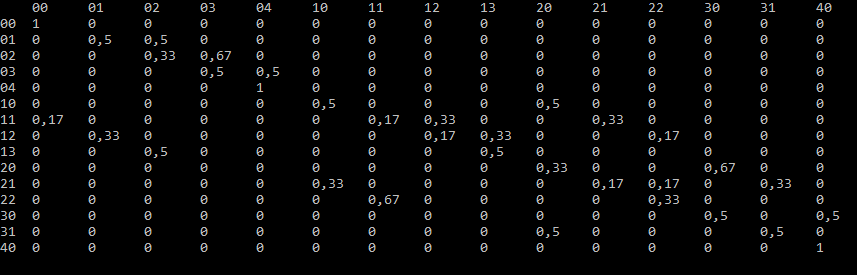 00 01 02 03 04 10 11 12 13 20 21 22 30 31 40
00 1 0 0 0 0 0 0 0 0 0 0 0 0 0 0
01 0 0,5 0,5 0 0 0 0 0 0 0 0 0 0 0 0
02 0 0 0,33 0,67 0 0 0 0 0 0 0 0 0 0 0
03 0 0 0 0,5 0,5 0 0 0 0 0 0 0 0 0 0
04 0 0 0 0 1 0 0 0 0 0 0 0 0 0 0
10 0 0 0 0 0 0,5 0 0 0 0,5 0 0 0 0 0
11 0,17 0 0 0 0 0 0,17 0,33 0 0 0,33 0 0 0 0
12 0 0,33 0 0 0 0 0 0,17 0,33 0 0 0,17 0 0 0
13 0 0 0,5 0 0 0 0 0 0,5 0 0 0 0 0 0
20 0 0 0 0 0 0 0 0 0 0,33 0 0 0,67 0 0
21 0 0 0 0 0 0,33 0 0 0 0 0,17 0,17 0 0,33 0
22 0 0 0 0 0 0 0,67 0 0 0 0 0,33 0 0 0
30 0 0 0 0 0 0 0 0 0 0 0 0 0,5 0 0,5
31 0 0 0 0 0 0 0 0 0 0,5 0 0 0 0,5 0
40 0 0 0 0 0 0 0 0 0 0 0 0 0 0 1